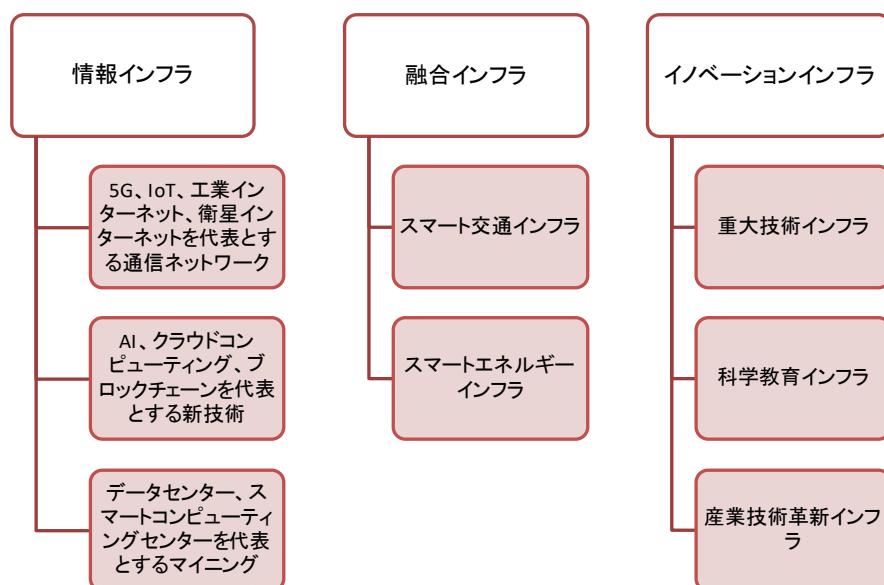 情報インフラ
5G、IoT、工業イン
ターネット、衛星イン
ターネットを代表とす
る通信ネットワーク
AI、クラウドコン
ピューティング、ブ
ロックチェーンを代表
とする新技術
データセンター、ス
マートコンピューティ
ングセンターを代表
とするマイニング
融合インフラ
スマート交通インフラ
スマートエネルギー
インフラ
イノベーションインフラ
重大技術インフラ
科学教育インフラ
産業技術革新インフ
ラ